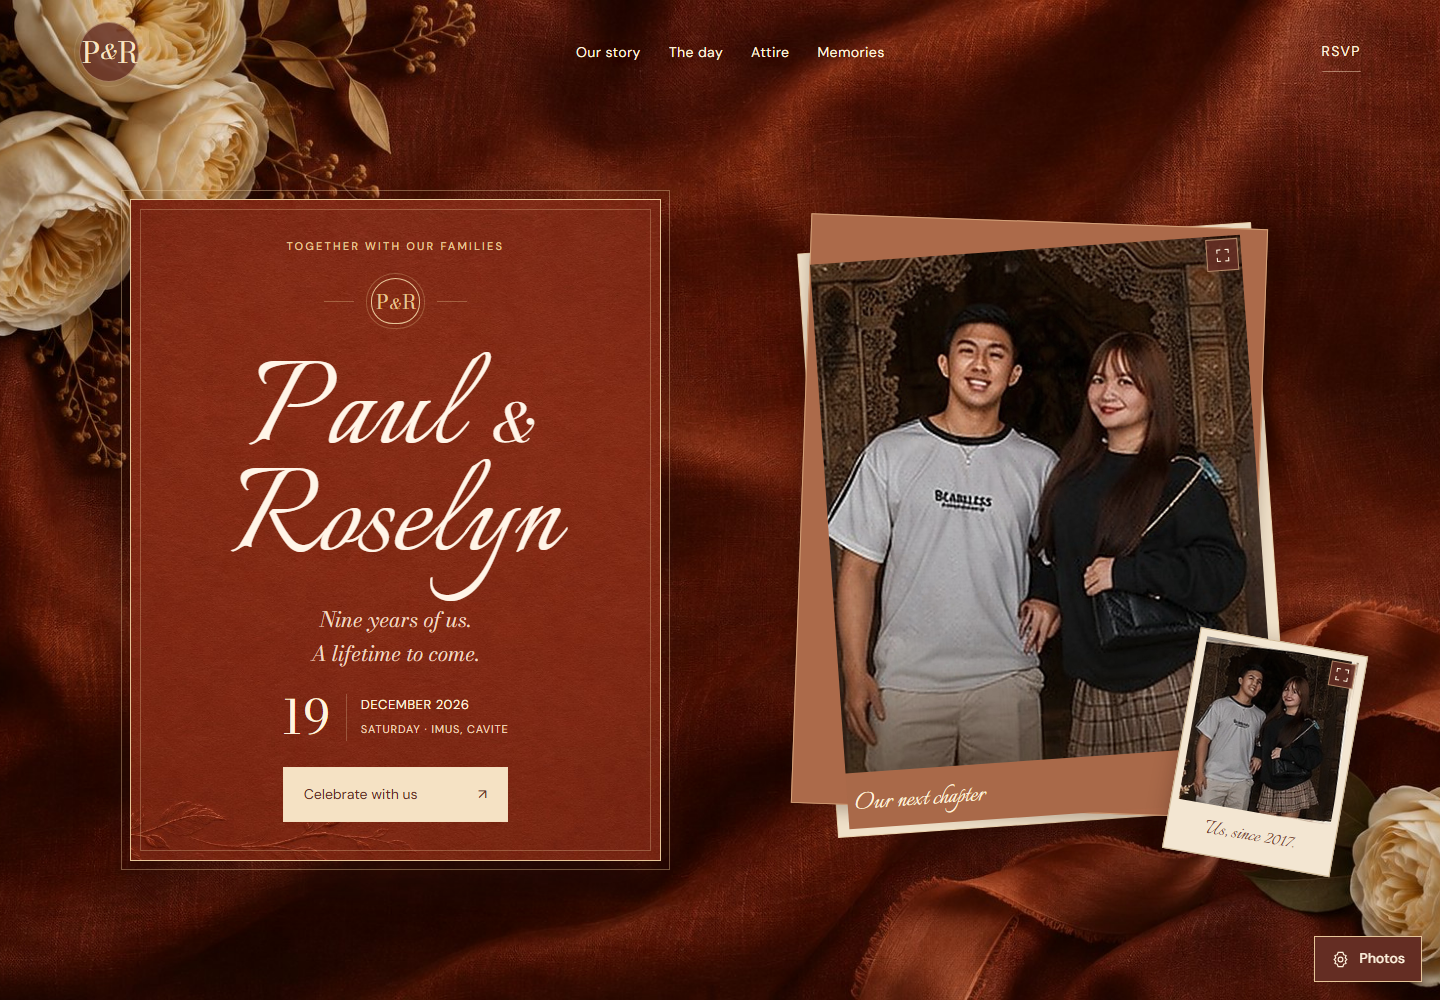 P&R
Our story
The day
Attire
Memories
RSVP
TOGETHER WITH OUR FAMILIES
P&R
Paul &
Roselyn
Nine years of us.
A lifetime to come.
19
DECEMBER 2026
SATURDAY · IMUS, CAVITE
Celebrate with us
Our next chapter
Us, since 2017.
Photos